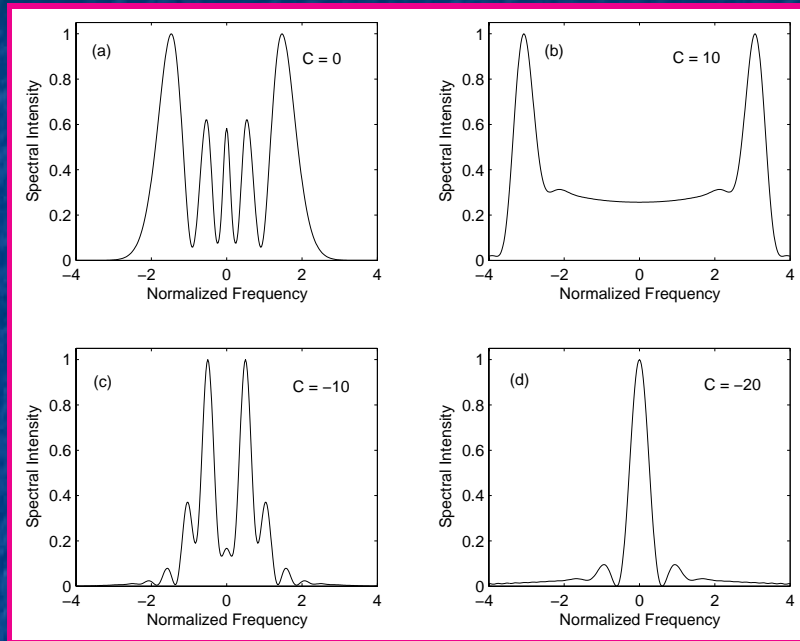 (a)
C = 0
Spectral Intensity
1
0.8
0.6
0.4
0.2
0
−4
−2
0
2
4
Normalized Frequency
(b)
C = 10
Spectral Intensity
1
0.8
0.6
0.4
0.2
0
−4
−2
0
2
4
Normalized Frequency
(c)
C = −10
Spectral Intensity
1
0.8
0.6
0.4
0.2
0
−4
−2
0
2
4
Normalized Frequency
(d)
C = −20
Spectral Intensity
1
0.8
0.6
0.4
0.2
0
−4
−2
0
2
4
Normalized Frequency